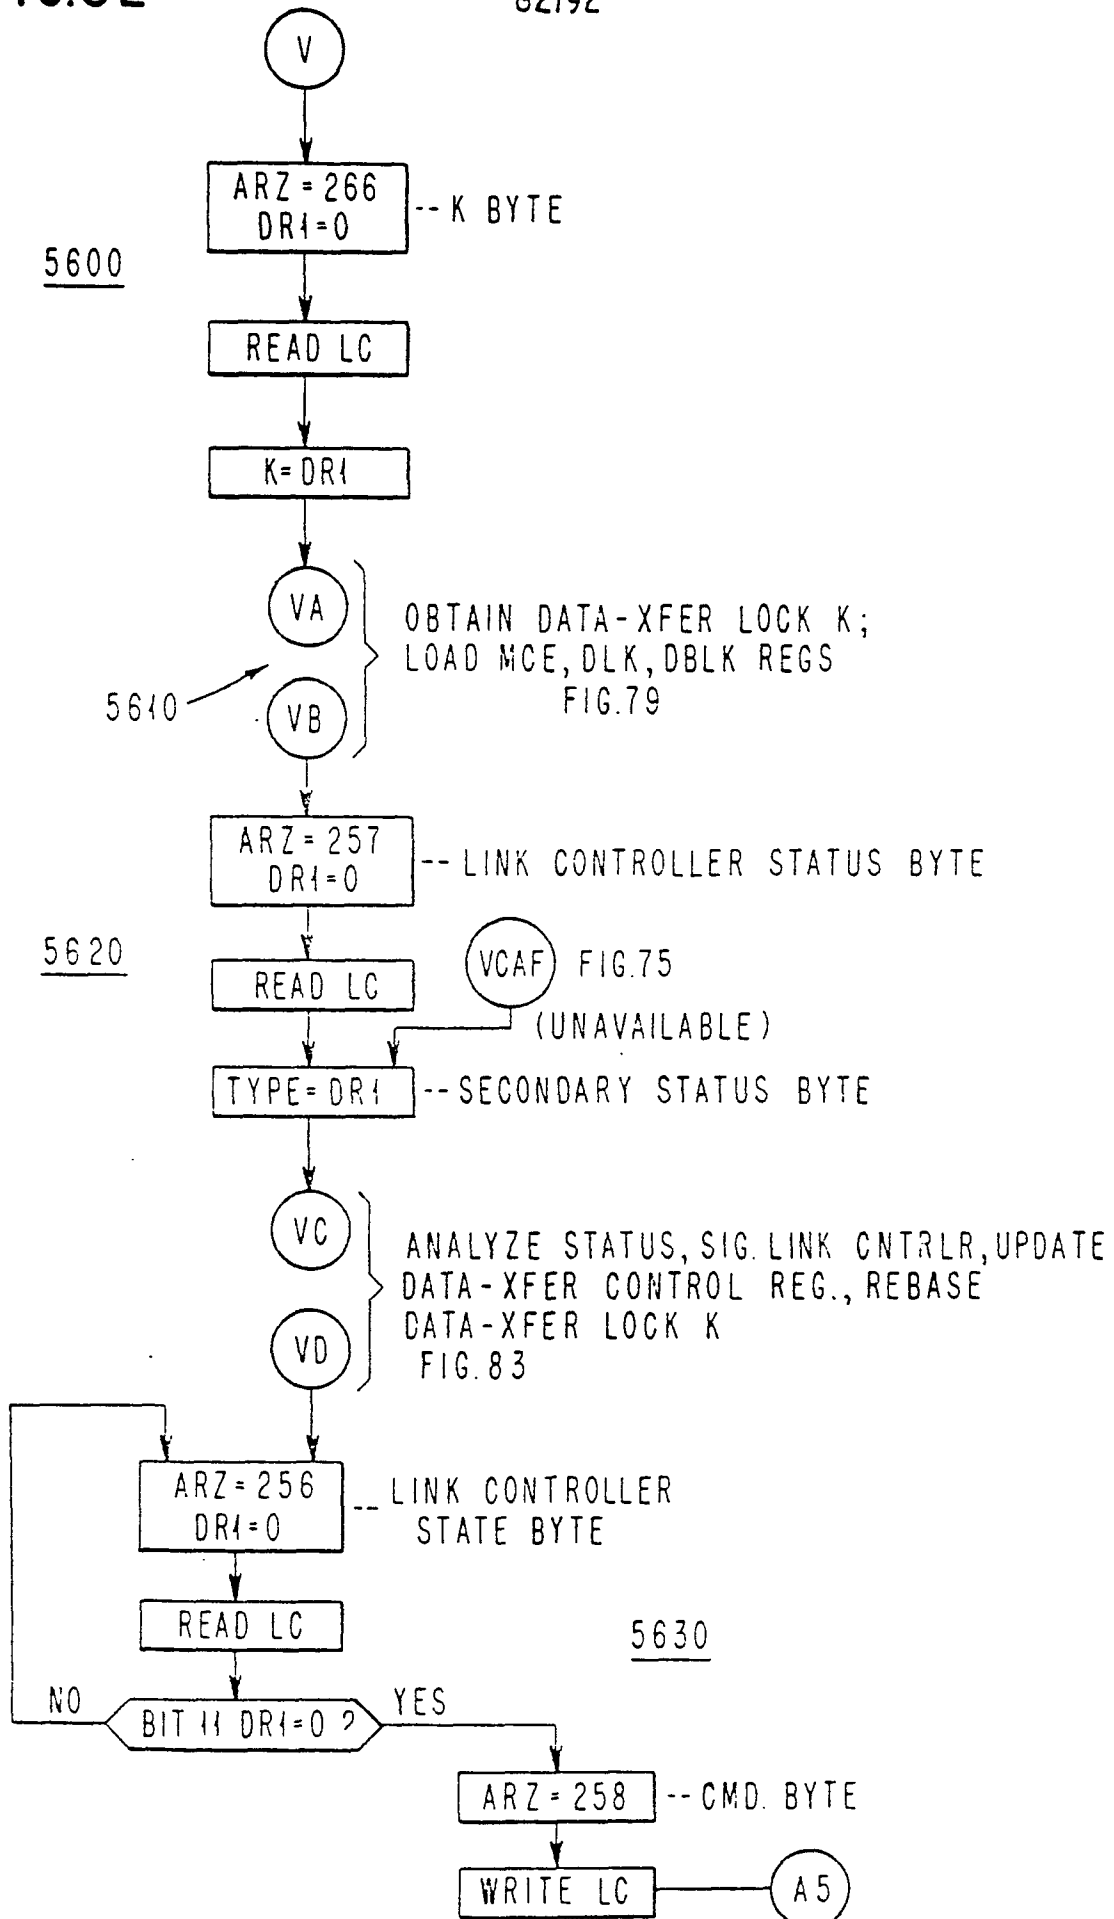 82/92
V
ARZ=266
DR1=0
-- K BYTE
5600
READ LC
K=DR1
VA
VB
OBTAIN DATA-XFER LOCK K;
LOAD MCE, DLK, DBLK REGS
FIG.79
5610
ARZ=257
DR1=0
-- LINK CONTROLLER STATUS BYTE
5620
READ LC
VCAF
FIG.75
(UNAVAILABLE)
TYPE=DR1
-- SECONDARY STATUS BYTE
VC
VD
ANALYZE STATUS, SIG. LINK CNTRLR, UPDATE
DATA-XFER CONTROL REG., REBASE
DATA-XFER LOCK K
FIG.83
ARZ=256
DR1=0
-- LINK CONTROLLER
STATE BYTE
READ LC
5630
NO
BIT 11 DR1=0 ?
YES
ARZ=258
-- CMD. BYTE
WRITE LC
A5